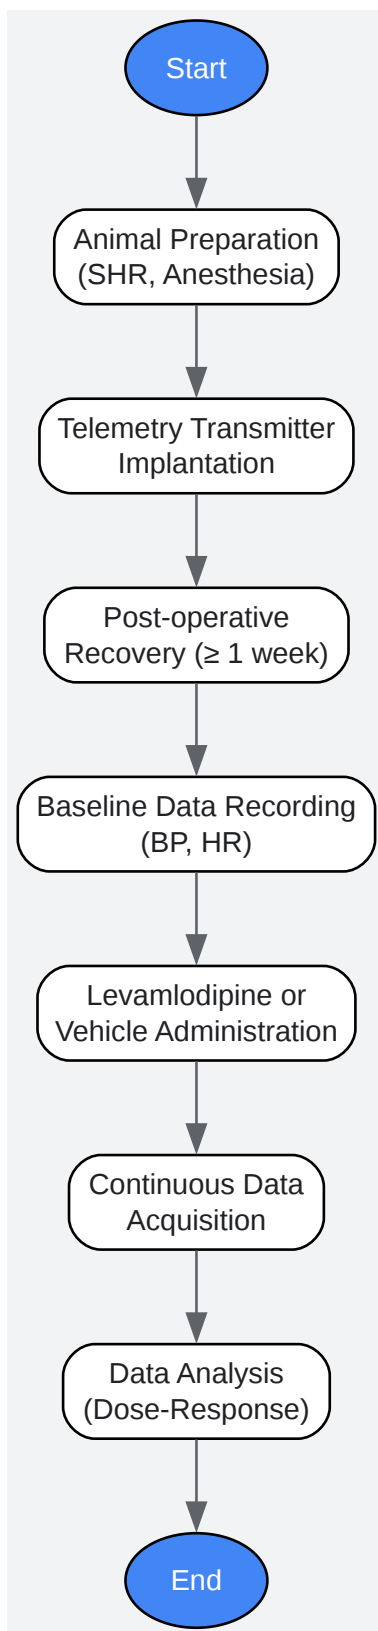 Start
Animal Preparation
(SHR, Anesthesia)
Telemetry Transmitter
Implantation
Post-operative
Recovery (≥ 1 week)
Baseline Data Recording
(BP, HR)
Levamlodipine or
Vehicle Administration
Continuous Data
Acquisition
Data Analysis
(Dose-Response)
End